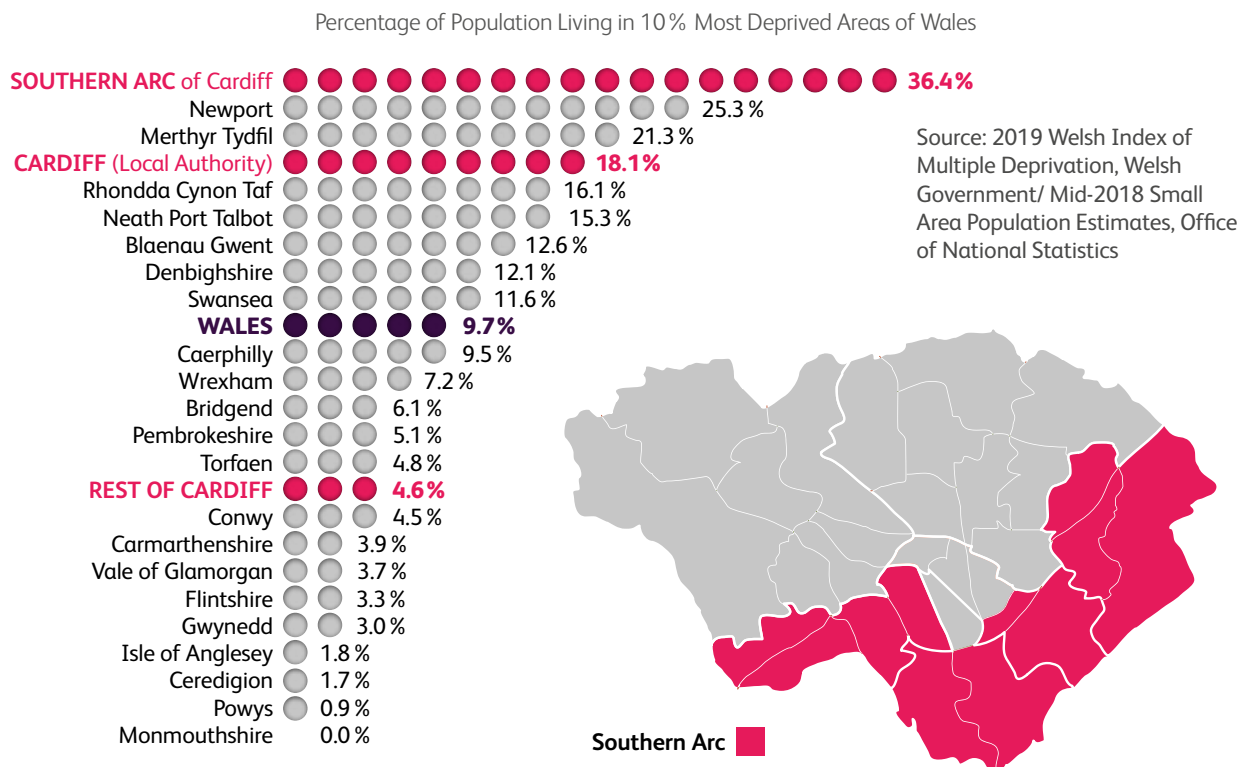 Percentage of Population Living in 10% Most Deprived Areas of Wales
SOUTHERN ARC of Cardiff 36.4%
Newport 25.3%
Merthyr Tydfil 21.3%
CARDIFF (Local Authority) 18.1%
Rhondda Cynon Taf 16.1%
Neath Port Talbot 15.3%
Blaenau Gwent 12.6%
Denbighshire 12.1%
Swansea 11.6%
WALES 9.7%
Caerphilly 9.5%
Wrexham 7.2%
Bridgend 6.1%
Pembrokeshire 5.1%
Torfaen 4.8%
REST OF CARDIFF 4.6%
Conwy 4.5%
Carmarthenshire 3.9%
Vale of Glamorgan 3.7%
Flintshire 3.3%
Gwynedd 3.0%
Isle of Anglesey 1.8%
Ceredigion 1.7%
Powys 0.9%
Monmouthshire 0.0%
Source: 2019 Welsh Index of
Multiple Deprivation, Welsh
Government/ Mid-2018 Small
Area Population Estimates, Office
of National Statistics
Southern Arc